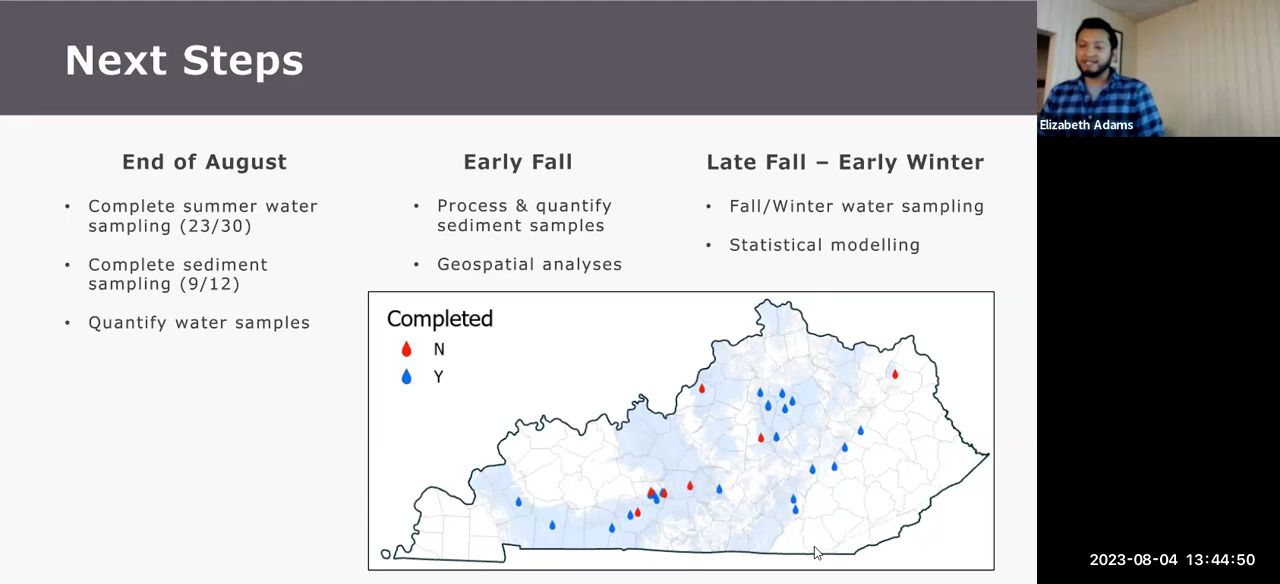 Next Steps
Elizabeth Adams
End of August
• Complete summer water
sampling (23/30)
• Complete sediment
sampling (9/12)
• Quantify water samples
Early Fall
• Process & quantify
sediment samples
• Geospatial analyses
Late Fall – Early Winter
• Fall/Winter water sampling
• Statistical modelling
Completed
N
Y
2023-08-04 13:44:50